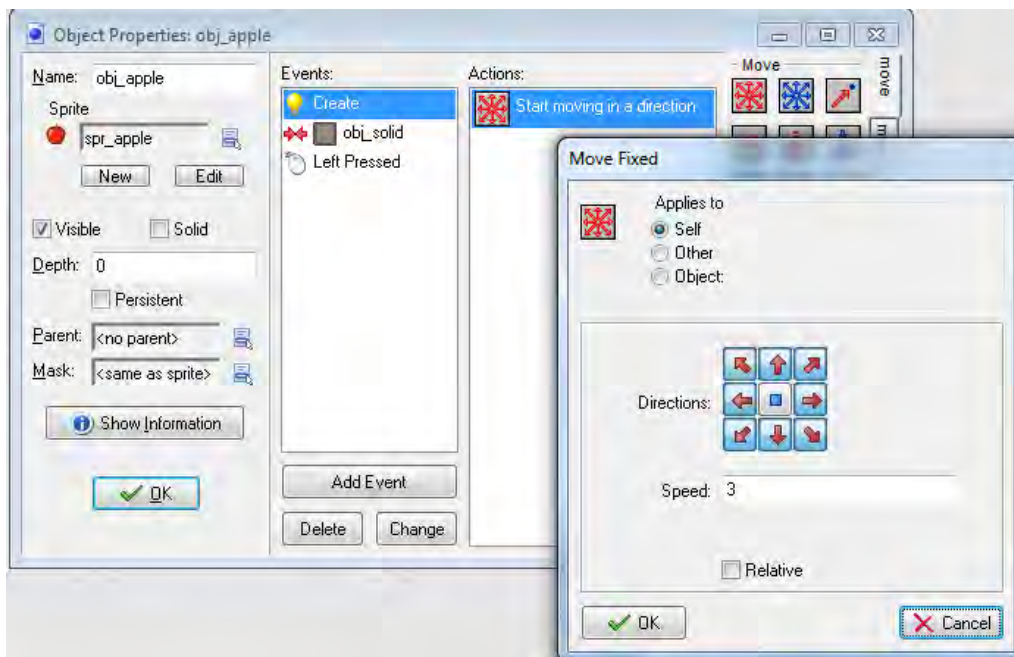 Object Properties: obj_apple
Name: obj_apple
Sprite
spr_apple
New Edit
Visible Solid
Depth: 0
Persistent
Parent: <no parent>
Mask: <same as sprite>
Show Information
OK
Events:
Create
obj_solid
Left Pressed
Add Event
Delete Change
Actions:
Start moving in a direction
Move
move
Move Fixed
Applies to
Self
Other
Object:
Directions:
Speed: 3
Relative
OK Cancel